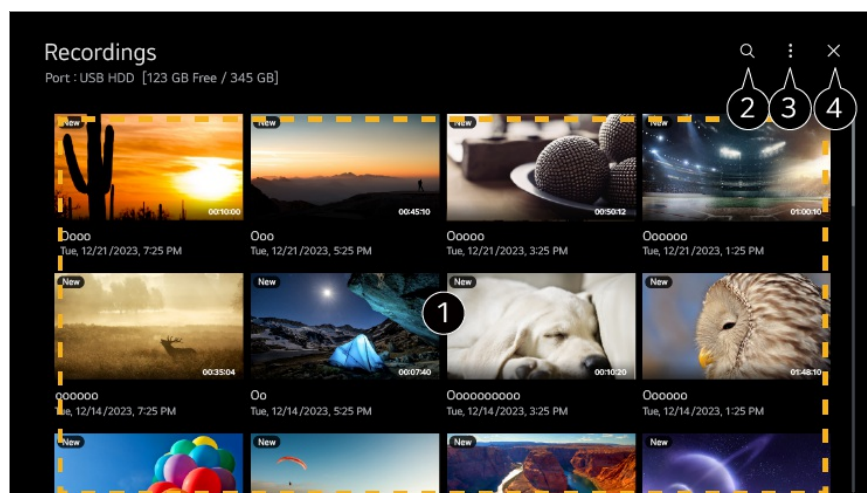 Recordings
Port : USB HDD [123 GB Free / 345 GB]
2 3 4
New New New
00:10:00 00:45:10 00:50:12 01:00:10
Oooo Ooo Ooooo Oooooo
Tue, 12/21/2023, 7:25 PM Tue, 12/21/2023, 5:25 PM Tue, 12/21/2023, 3:25 PM Tue, 12/21/2023, 1:25 PM
New New New New
1
00:35:04 00:07:40 00:10:20 01:48:10
oooooo Oo Oooooooooo Oooooo
Tue, 12/14/2023, 7:25 PM Tue, 12/14/2023, 5:25 PM Tue, 12/14/2023, 3:25 PM Tue, 12/14/2023, 1:25 PM
New New New New